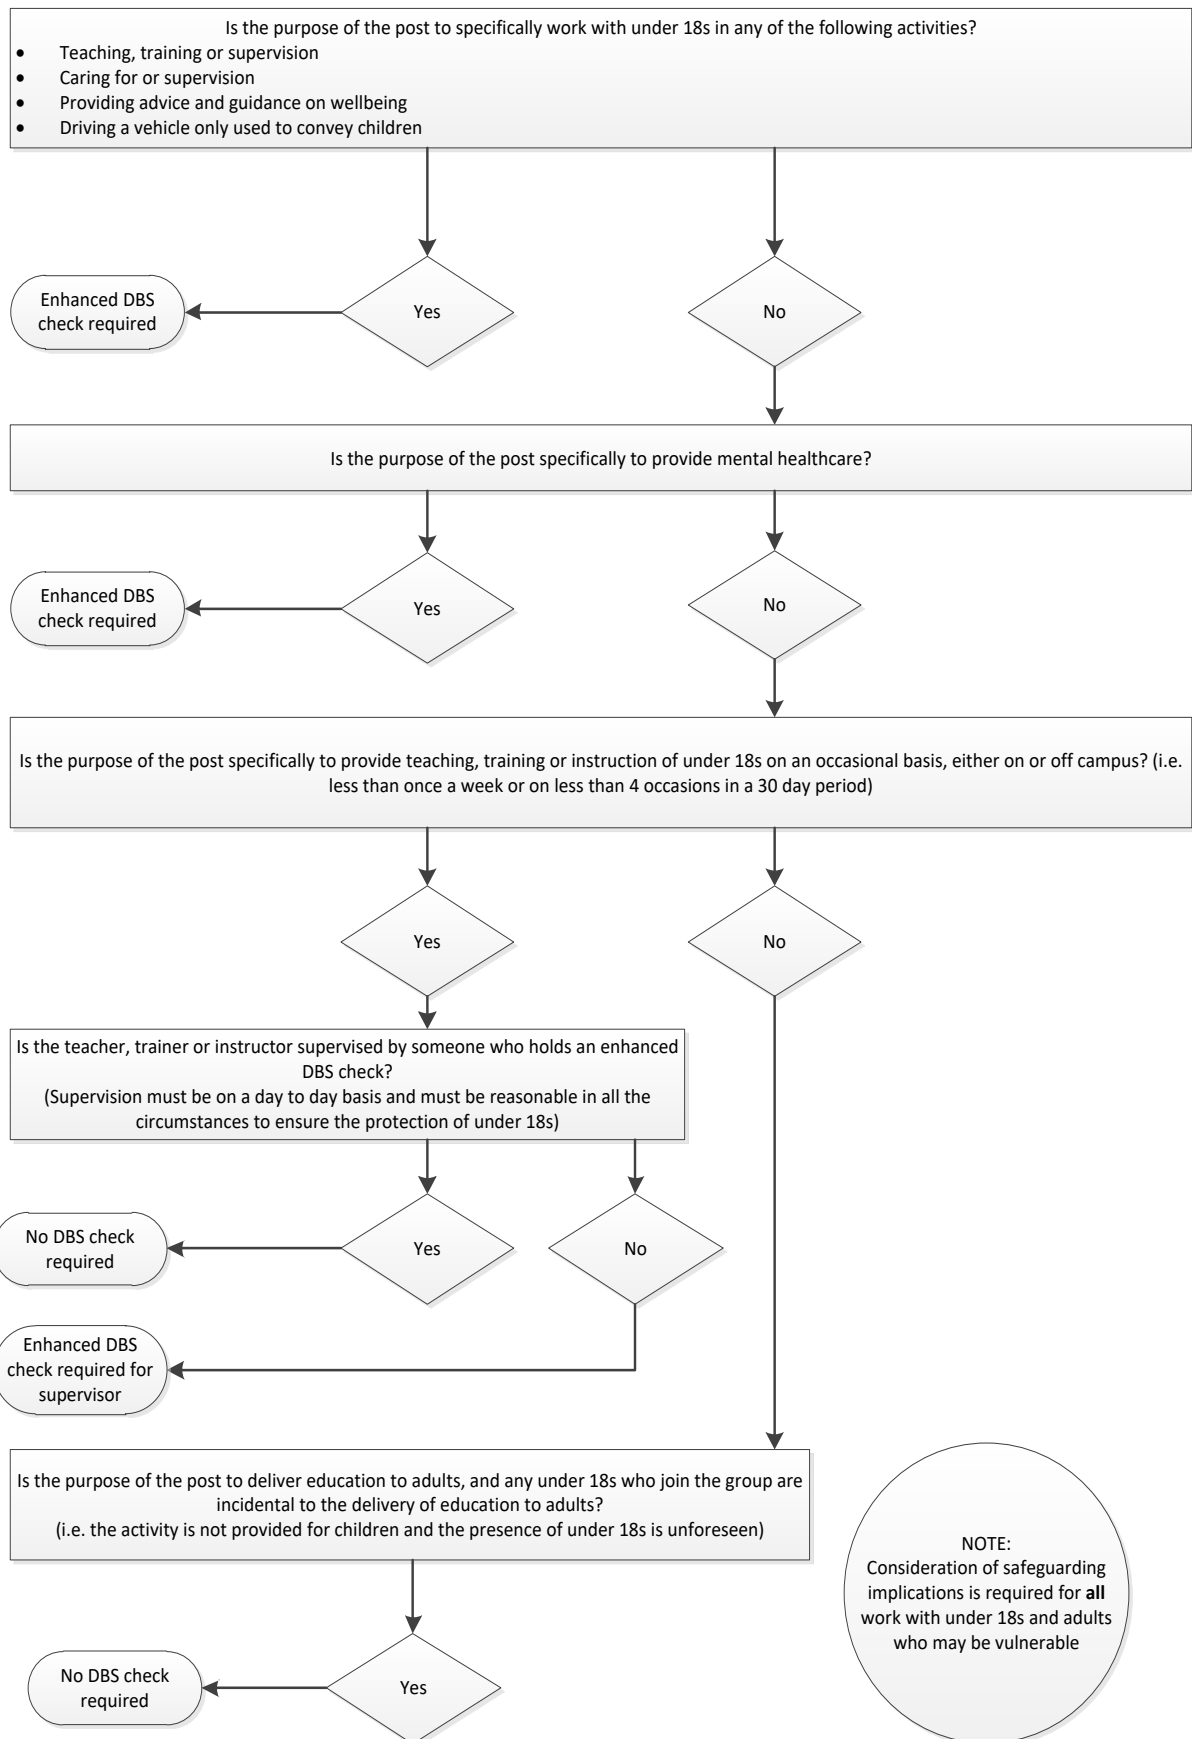 Is the purpose of the post to specifically work with under 18s in any of the following activities?
• Teaching, training or supervision
• Caring for or supervision
• Providing advice and guidance on wellbeing
• Driving a vehicle only used to convey children
Enhanced DBS
check required
Yes
No
Is the purpose of the post specifically to provide mental healthcare?
Enhanced DBS
check required
Yes
No
Is the purpose of the post specifically to provide teaching, training or instruction of under 18s on an occasional basis, either on or off campus? (i.e.
less than once a week or on less than 4 occasions in a 30 day period)
Yes
No
Is the teacher, trainer or instructor supervised by someone who holds an enhanced
DBS check?
(Supervision must be on a day to day basis and must be reasonable in all the
circumstances to ensure the protection of under 18s)
No DBS check
required
Yes
No
Enhanced DBS
check required for
supervisor
Is the purpose of the post to deliver education to adults, and any under 18s who join the group are
incidental to the delivery of education to adults?
(i.e. the activity is not provided for children and the presence of under 18s is unforeseen)
NOTE:
Consideration of safeguarding
implications is required for all
work with under 18s and adults
who may be vulnerable
No DBS check
required
Yes